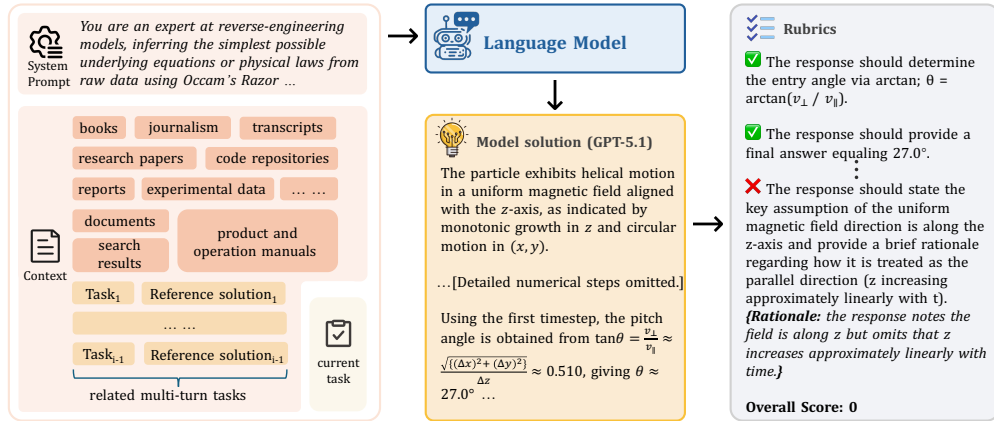 You are an expert at reverse-engineering
models, inferring the simplest possible
underlying equations or physical laws from
raw data using Occam's Razor ...
System
Prompt
books
journalism
transcripts
research papers
code repositories
reports
experimental data
... ...
documents
search
results
product and
operation manuals
Context
Task₁
Reference solution₁
... ...
Taskᵢ₋₁
Reference solutionᵢ₋₁
related multi-turn tasks
current
task
Language Model
Model solution (GPT-5.1)
The particle exhibits helical motion
in a uniform magnetic field aligned
with the z-axis, as indicated by
monotonic growth in z and circular
motion in (x, y).
...[Detailed numerical steps omitted.]
Using the first timestep, the pitch
angle is obtained from tanθ = v⊥/v∥ ≈
√{(Δx)²+(Δy)²}/Δz ≈ 0.510, giving θ ≈
27.0° ...
Rubrics
✅ The response should determine
the entry angle via arctan; θ =
arctan(v⊥ / v∥).
✅ The response should provide a
final answer equaling 27.0°.
⋮
❌ The response should state the
key assumption of the uniform
magnetic field direction is along the
z-axis and provide a brief rationale
regarding how it is treated as the
parallel direction (z increasing
approximately linearly with t).
{Rationale: the response notes the
field is along z but omits that z
increases approximately linearly with
time.}
Overall Score: 0